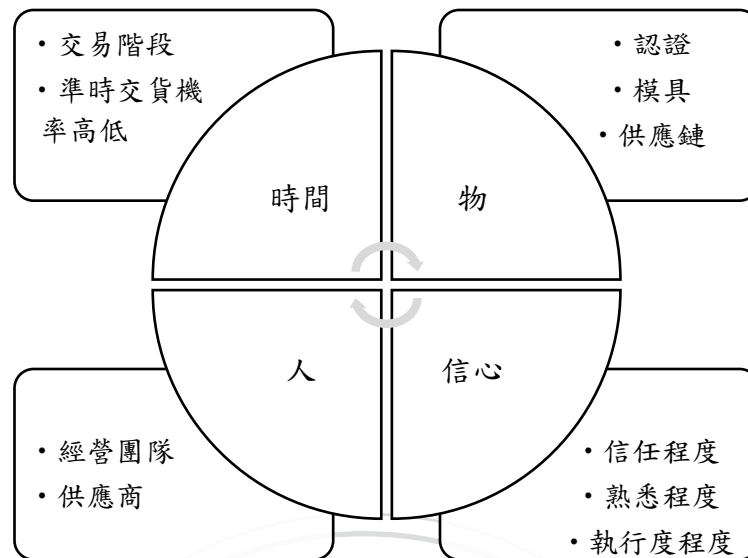 ・交易階段
・準時交貨機
率高低
・認證
・模具
・供應鏈
時間
物
人
信心
・經營團隊
・供應商
・信任程度
・熟悉程度
・執行度程度